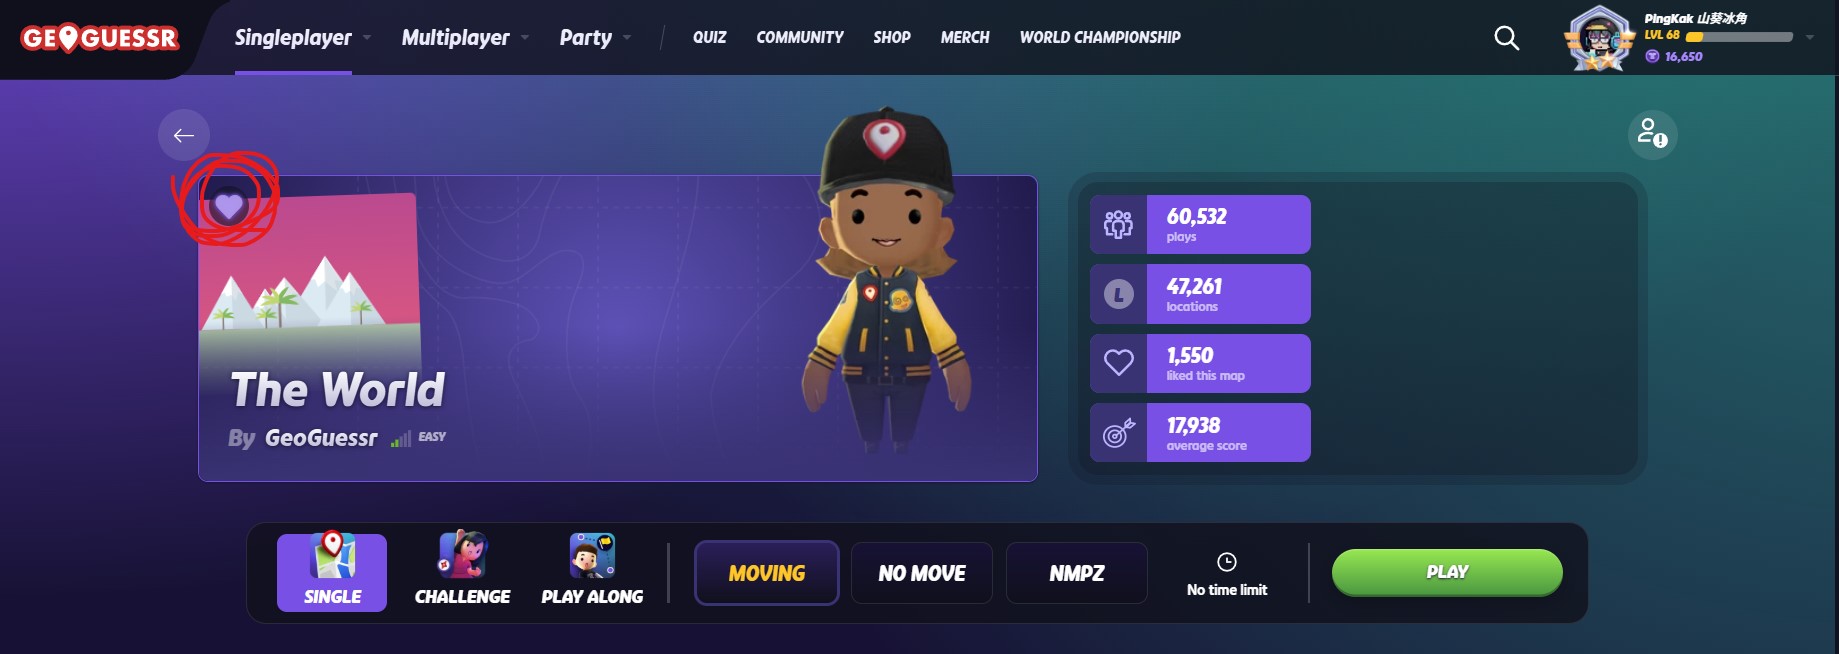 GEOGUESSR
Singleplayer Multiplayer Party QUIZ COMMUNITY SHOP MERCH WORLD CHAMPIONSHIP
PingKak 山葵冰角
LVL 68
16,650
The World
By GeoGuessr EASY
60,532
plays
L
47,261
locations
1,550
liked this map
17,938
average score
SINGLE CHALLENGE PLAY ALONG
MOVING NO MOVE NMPZ
No time limit
PLAY